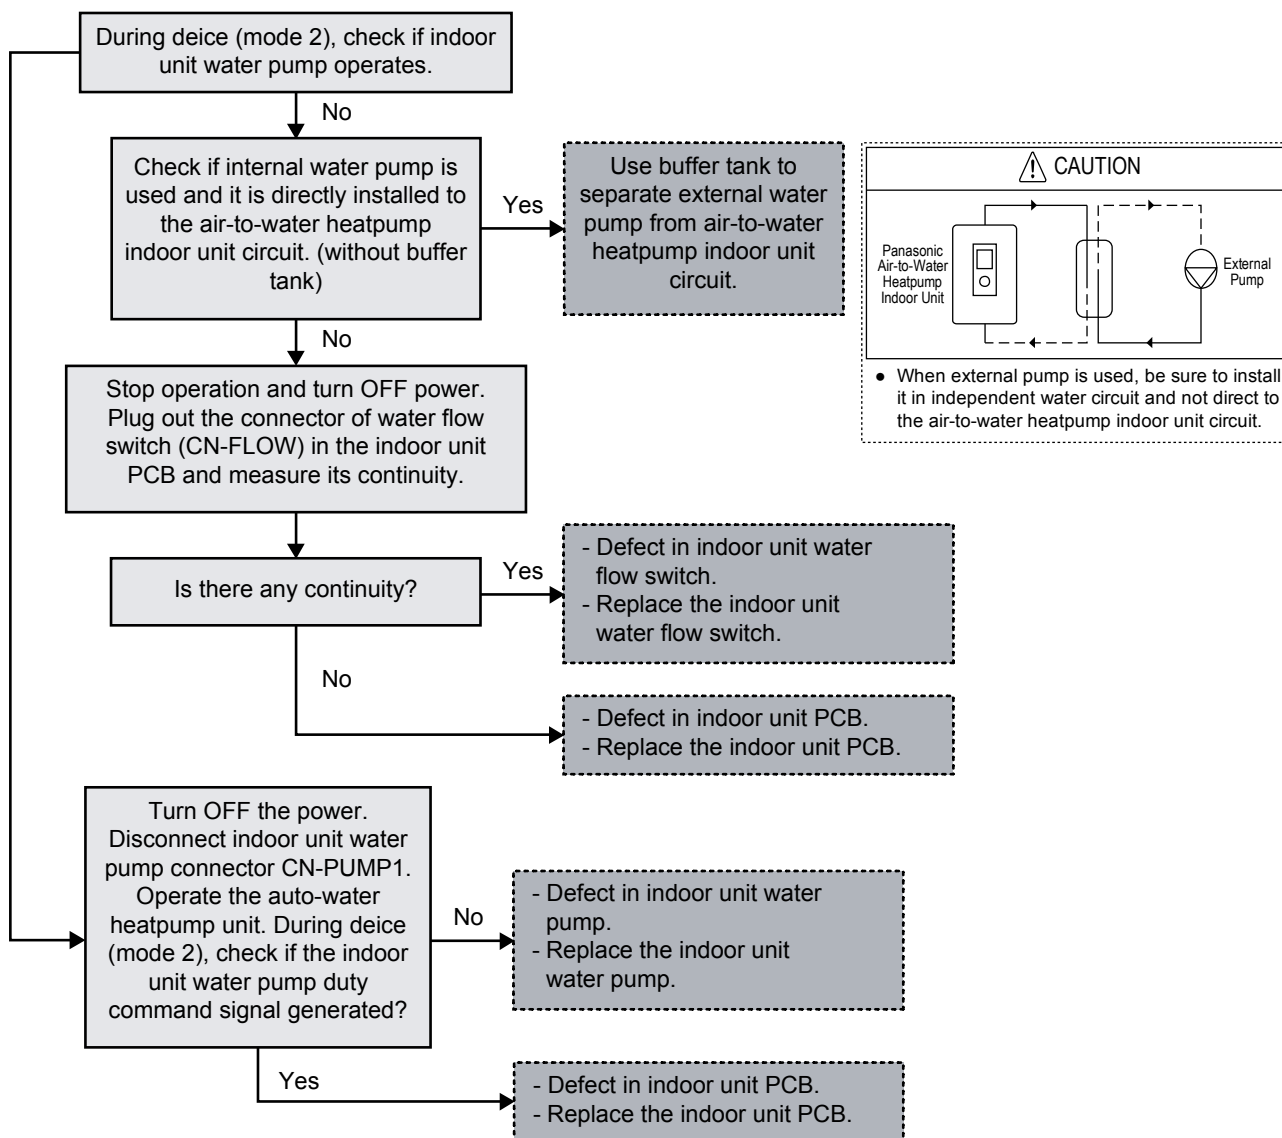 During deice (mode 2), check if indoor
unit water pump operates.
No
Check if internal water pump is
used and it is directly installed to
the air-to-water heatpump
indoor unit circuit. (without buffer
tank)
Yes
Use buffer tank to
separate external water
pump from air-to-water
heatpump indoor unit
circuit.
CAUTION
Panasonic
Air-to-Water
Heatpump
Indoor Unit
External
Pump
● When external pump is used, be sure to install
it in independent water circuit and not direct to
the air-to-water heatpump indoor unit circuit.
No
Stop operation and turn OFF power.
Plug out the connector of water flow
switch (CN-FLOW) in the indoor unit
PCB and measure its continuity.
Is there any continuity?
Yes
- Defect in indoor unit water
flow switch.
- Replace the indoor unit
water flow switch.
No
- Defect in indoor unit PCB.
- Replace the indoor unit PCB.
Turn OFF the power.
Disconnect indoor unit water
pump connector CN-PUMP1.
Operate the auto-water
heatpump unit. During deice
(mode 2), check if the indoor
unit water pump duty
command signal generated?
No
- Defect in indoor unit water
pump.
- Replace the indoor unit
water pump.
Yes
- Defect in indoor unit PCB.
- Replace the indoor unit PCB.